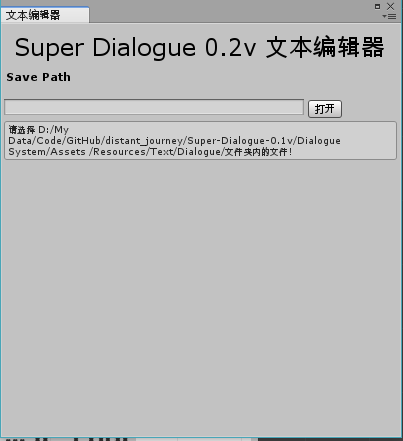 文本编辑器
Super Dialogue 0.2v 文本编辑器
Save Path
打开
请选择 D:/My
Data/Code/GitHub/distant_journey/Super-Dialogue-0.1v/Dialogue
System/Assets /Resources/Text/Dialogue/文件夹内的文件!